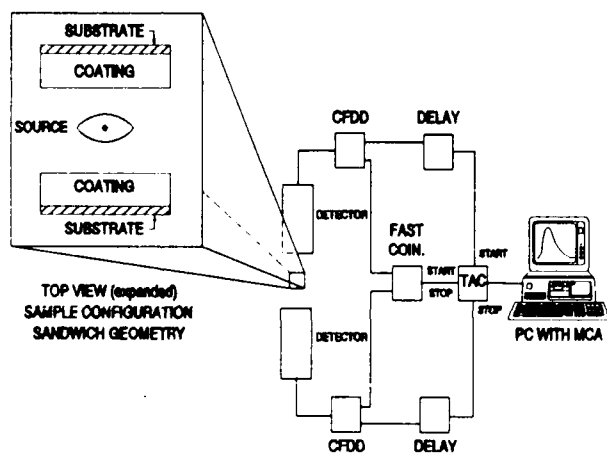 SUBSTRATE
COATING
SOURCE
COATING
SUBSTRATE
TOP VIEW (expanded)
SAMPLE CONFIGURATION
SANDWICH GEOMETRY
CFDD
DELAY
DETECTOR
FAST
COIN.
START
START
STOP
TAC
STOP
PC WITH MCA
DETECTOR
CFDD
DELAY